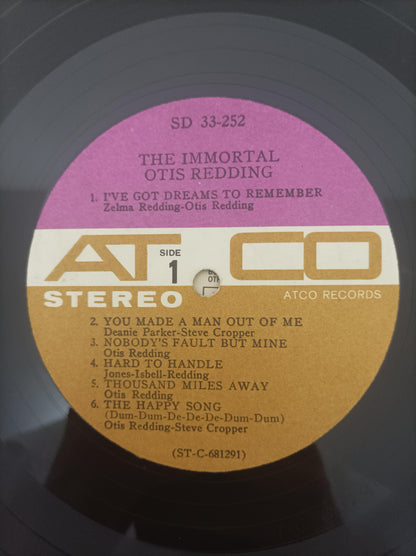 SD 33-252
THE IMMORTAL
OTIS REDDING
1. I'VE GOT DREAMS TO REMEMBER
Zelma Redding-Otis Redding
ATCO
SIDE
1
STEREO
ATCO RECORDS
2. YOU MADE A MAN OUT OF ME
Deanie Parker-Steve Cropper
3. NOBODY'S FAULT BUT MINE
Otis Redding
4. HARD TO HANDLE
Jones-Isbell-Redding
5. THOUSAND MILES AWAY
Otis Redding
6. THE HAPPY SONG
(Dum-Dum-De-De-De-Dum-Dum)
Otis Redding-Steve Cropper
(ST-C-681291)